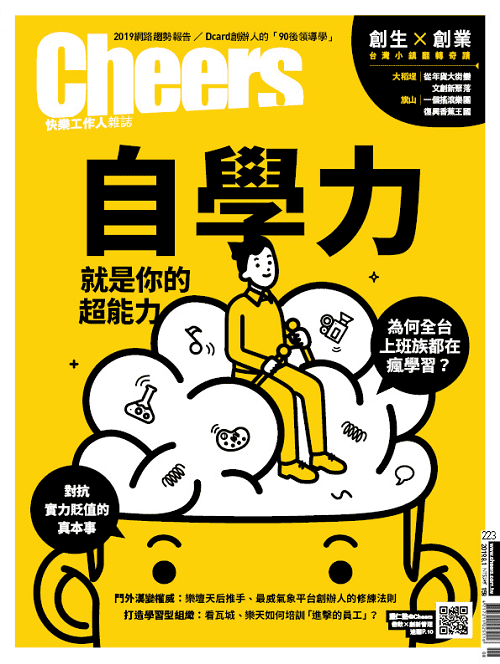 2019網路趨勢報告／Dcard創辦人的「90後領導學」
Cheers
快樂工作人雜誌
創生×創業
台灣小鎮翻轉奇蹟
大稻埕｜從年貨大街變
文創新聚落
旗山｜一個搖滾樂團
復興香蕉王國
自學力
就是你的
超能力
為何全台
上班族都在
瘋學習？
對抗
實力貶值的
真本事
223
www.cheers.com.tw
門外漢變權威：樂壇天后推手、最威氣象平台創辦人的修練法則
打造學習型組織：看瓦城、樂天如何培訓「進擊的員工」？
@Cheers
P.10